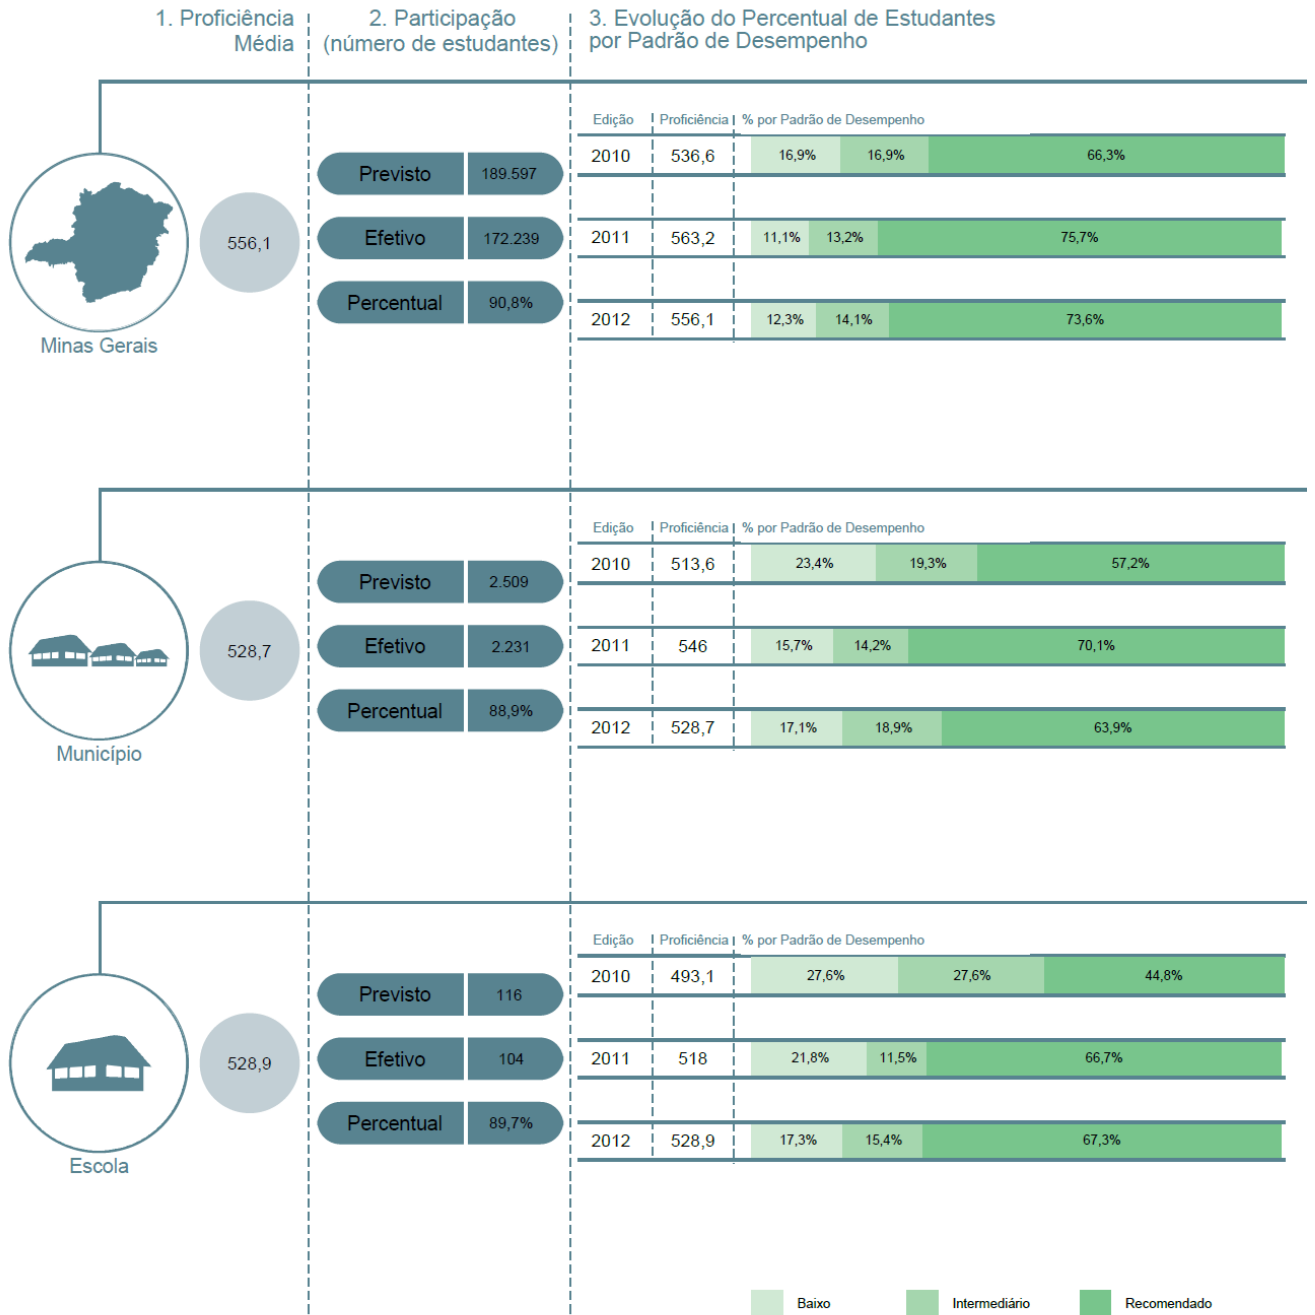 1. Proficiência
Média
2. Participação
(número de estudantes)
3. Evolução do Percentual de Estudantes
por Padrão de Desempenho
Minas Gerais
556,1
Previsto 189.597
Efetivo 172.239
Percentual 90,8%
Edição Proficiência % por Padrão de Desempenho
2010 536,6 16,9% 16,9% 66,3%
2011 563,2 11,1% 13,2% 75,7%
2012 556,1 12,3% 14,1% 73,6%
Município
528,7
Previsto 2.509
Efetivo 2.231
Percentual 88,9%
Edição Proficiência % por Padrão de Desempenho
2010 513,6 23,4% 19,3% 57,2%
2011 546 15,7% 14,2% 70,1%
2012 528,7 17,1% 18,9% 63,9%
Escola
528,9
Previsto 116
Efetivo 104
Percentual 89,7%
Edição Proficiência % por Padrão de Desempenho
2010 493,1 27,6% 27,6% 44,8%
2011 518 21,8% 11,5% 66,7%
2012 528,9 17,3% 15,4% 67,3%
Baixo Intermediário Recomendado